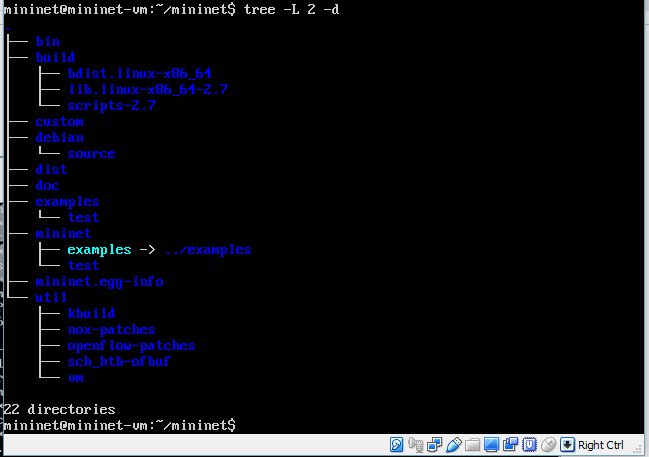 mininet@mininet-vm:~/mininet$ tree -L 2 -d
.
├── bin
├── build
│   ├── bdist.linux-x86_64
│   ├── lib.linux-x86_64-2.7
│   └── scripts-2.7
├── custom
├── debian
│   └── source
├── dist
├── doc
├── examples
│   └── test
├── mininet
│   ├── examples -> ../examples
│   └── test
├── mininet.egg-info
└── util
    ├── kbuild
    ├── nox-patches
    ├── openflow-patches
    ├── sch_htb-ofbuf
    └── vm
22 directories
mininet@mininet-vm:~/mininet$
Right Ctrl